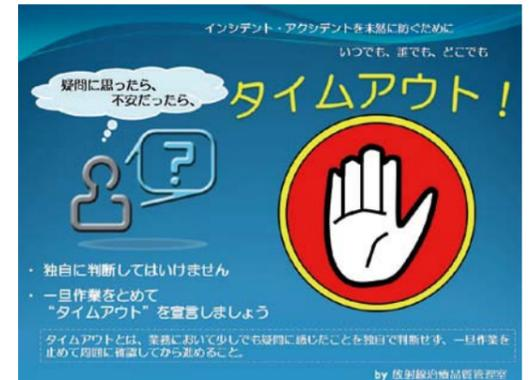 インシデント・アクシデントを未然に防ぐために
いつでも、誰でも、どこでも
疑問に思ったら、
不安だったら、
タイムアウト！
?
・ 独自に判断してはいけません
・ 一旦作業をとめて
“タイムアウト”を宣言しましょう
タイムアウトとは、業務において少しでも疑問に感じたことを独自で判断せず、一旦作業を
止めて周囲に確認してから進めること。
by 放射線治療品質管理室